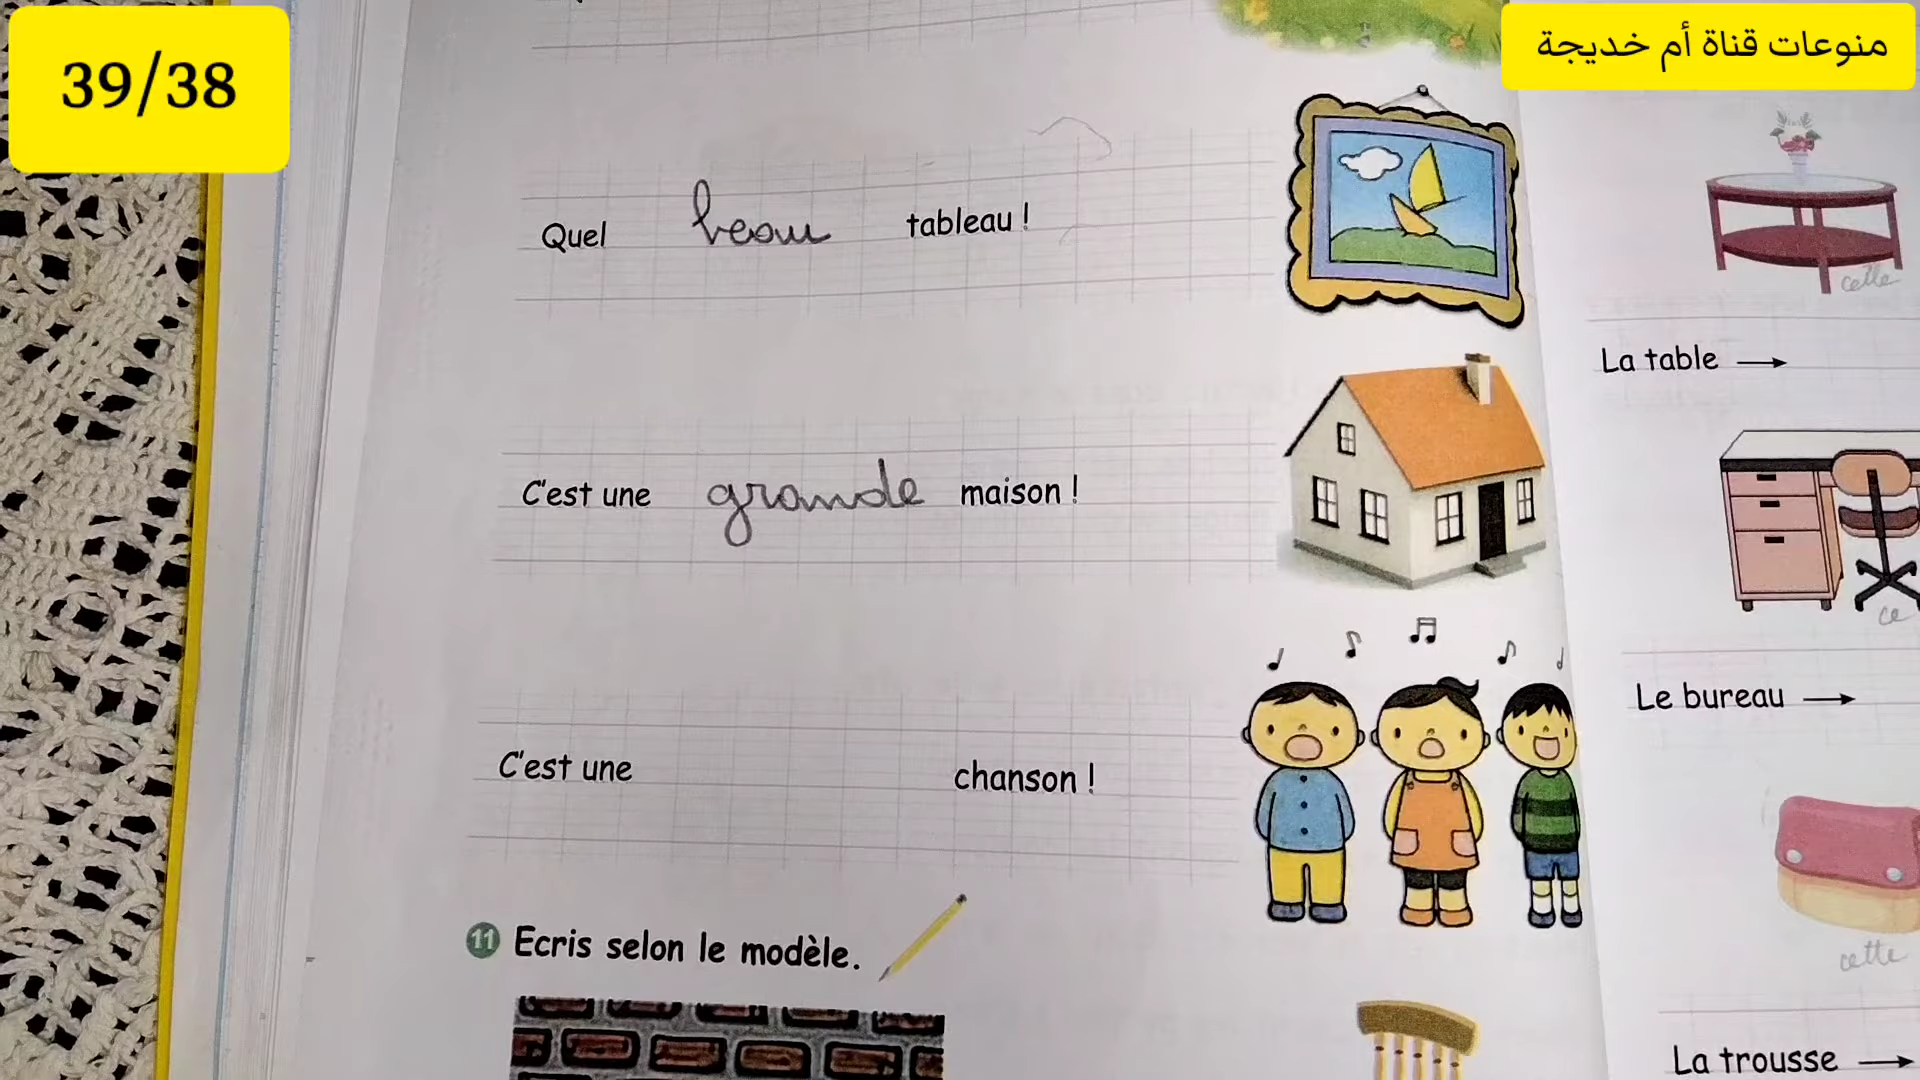 39/38
منوعات قناة أم خديجة
Quel beau tableau !
C'est une grande maison !
C'est une chanson !
11 Ecris selon le modèle.
cette
La table →
ce
Le bureau →
cette
La trousse →